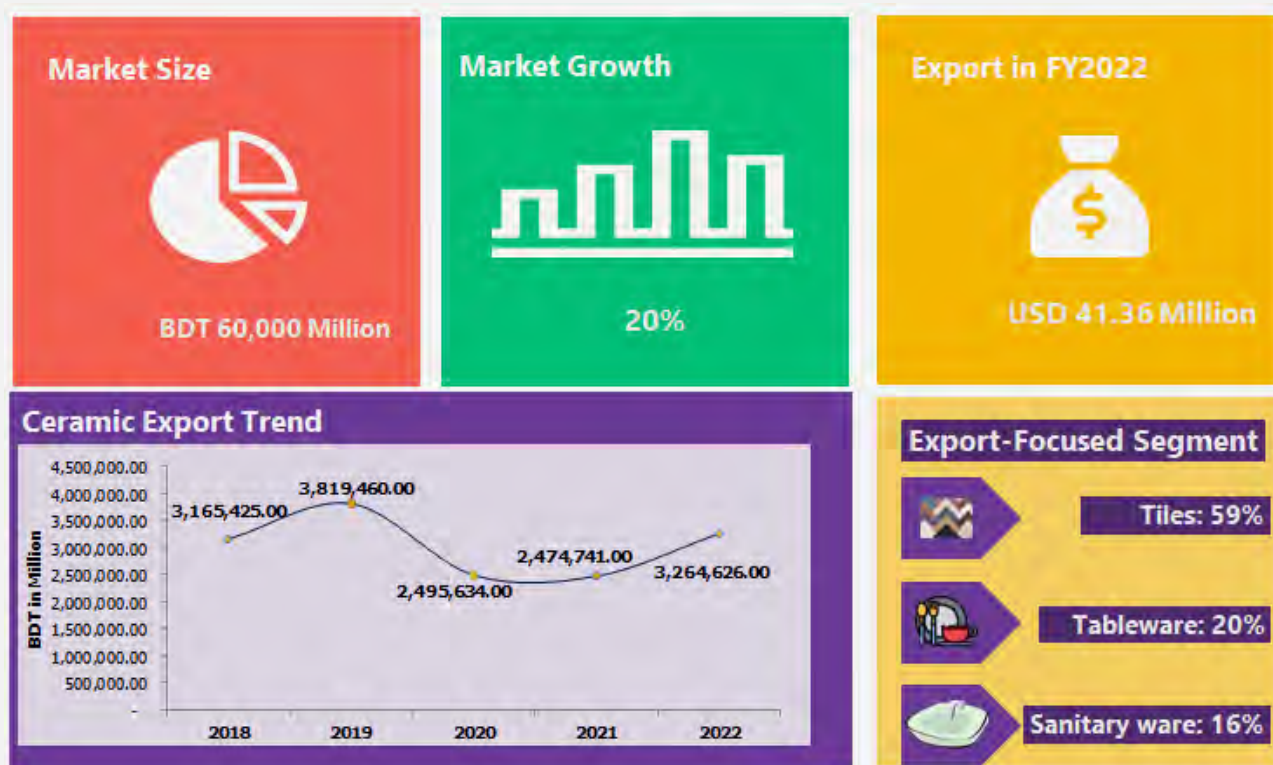 Market Size
BDT 60,000 Million
Market Growth
20%
Export in FY2022
$
USD 41.36 Million
Ceramic Export Trend
BDT in Million
4,500,000.00
4,000,000.00
3,500,000.00
3,000,000.00
2,500,000.00
2,000,000.00
1,500,000.00
1,000,000.00
500,000.00
-
3,165,425.00
3,819,460.00
2,495,634.00
2,474,741.00
3,264,626.00
2018 2019 2020 2021 2022
Export-Focused Segment
Tiles: 59%
Tableware: 20%
Sanitary ware: 16%